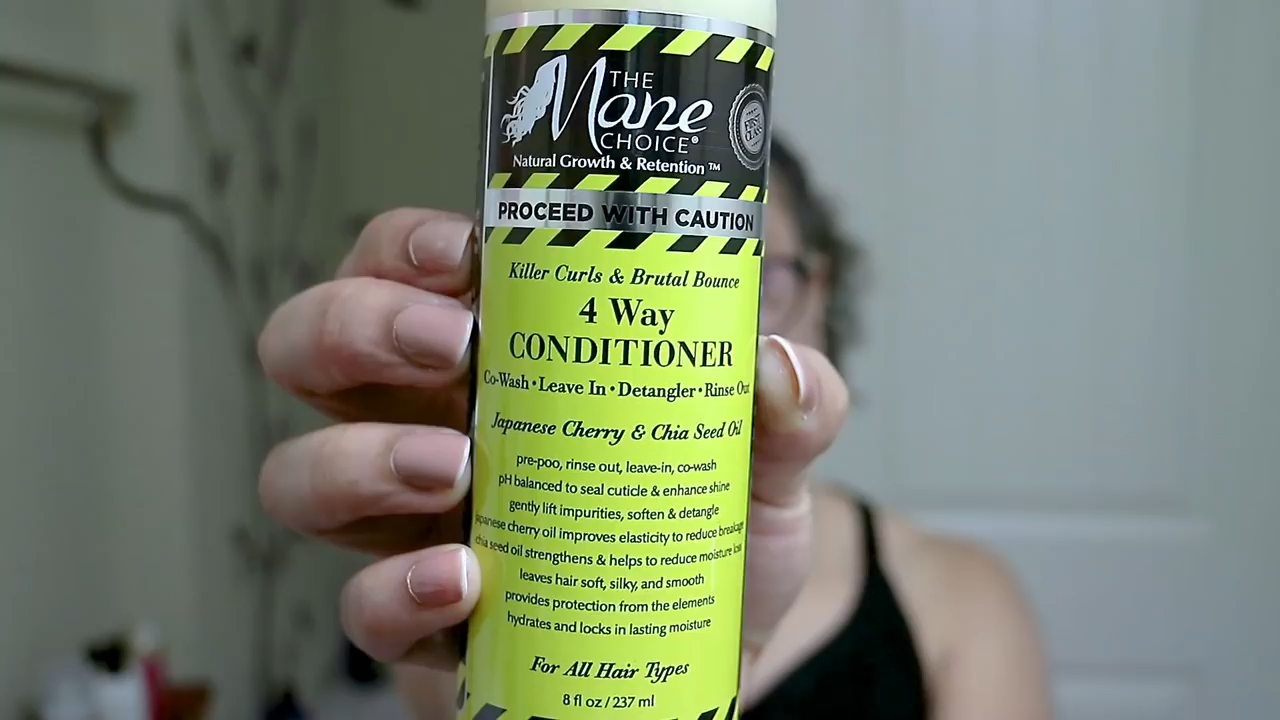 THE
Mane
CHOICE®
FIRST
CLASS
Natural Growth & Retention™
PROCEED WITH CAUTION
Killer Curls & Brutal Bounce
4 Way
CONDITIONER
Co-Wash • Leave In • Detangler • Rinse Out
Japanese Cherry & Chia Seed Oil
pre-poo, rinse out, leave-in, co-wash
pH balanced to seal cuticle & enhance shine
gently lift impurities, soften & detangle
japanese cherry oil improves elasticity to reduce breakage
chia seed oil strengthens & helps to reduce moisture loss
leaves hair soft, silky, and smooth
provides protection from the elements
hydrates and locks in lasting moisture
For All Hair Types
8 fl oz / 237 ml